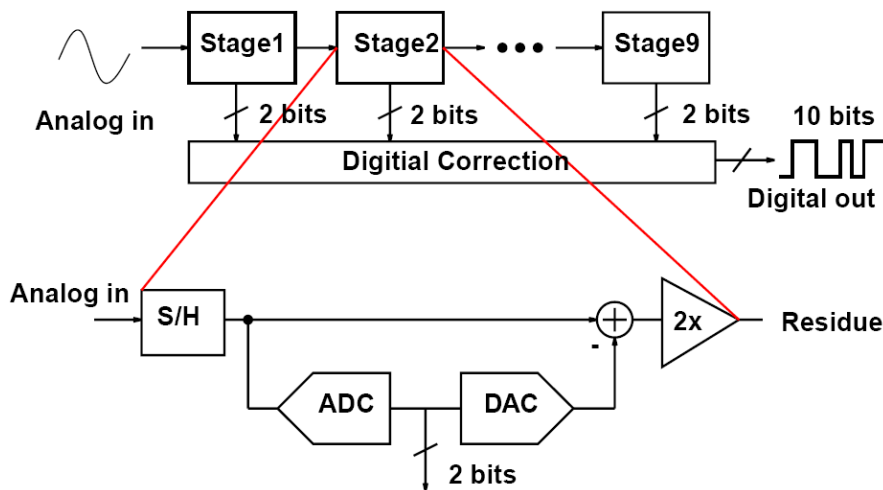 Stage1
Stage2
Stage9
Analog in
2 bits
2 bits
2 bits
10 bits
Digitial Correction
Digital out
Analog in
S/H
2x
Residue
-
ADC
DAC
2 bits